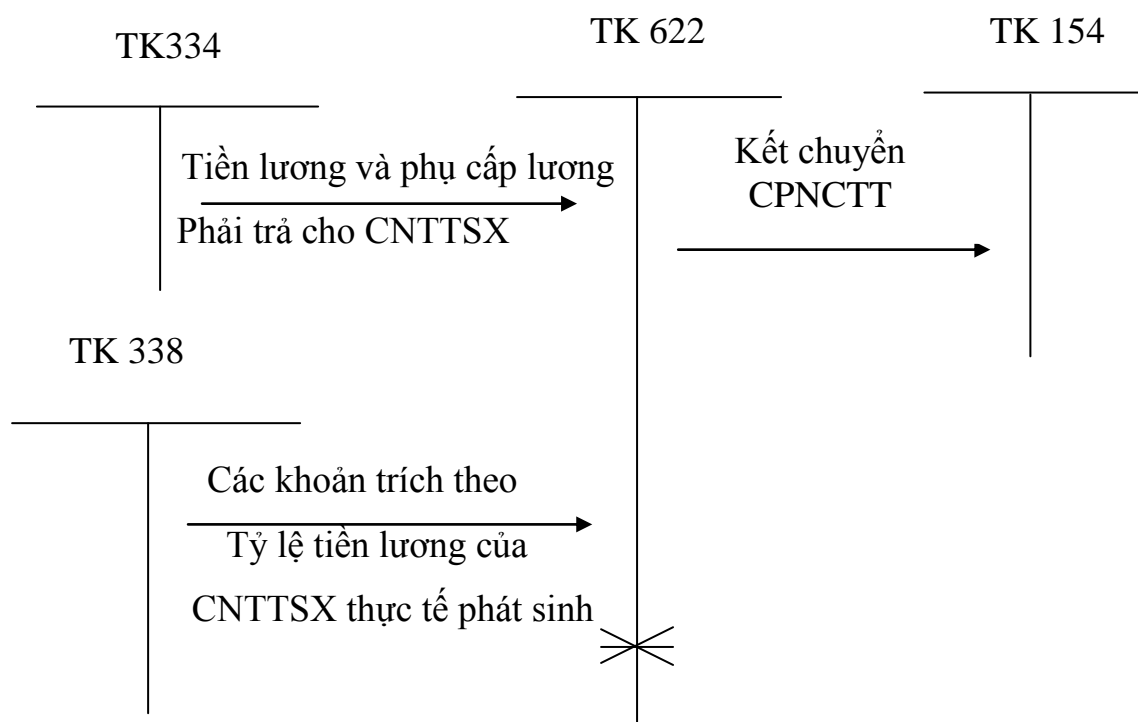 TK334
TK 622
TK 154
Tiền lương và phụ cấp lương
Phải trả cho CNTTSX
Kết chuyển
CPNCTT
TK 338
Các khoản trích theo
Tỷ lệ tiền lương của
CNTTSX thực tế phát sinh